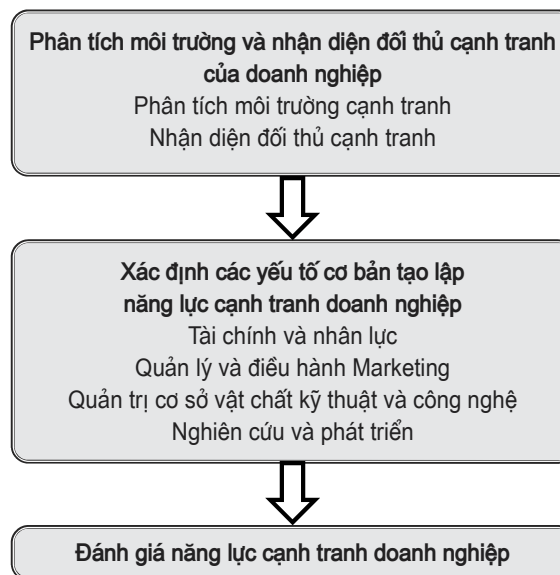 Phân tích môi trường và nhận diện đối thủ cạnh tranh
của doanh nghiệp
Phân tích môi trường cạnh tranh
Nhận diện đối thủ cạnh tranh
Xác định các yếu tố cơ bản tạo lập
năng lực cạnh tranh doanh nghiệp
Tài chính và nhân lực
Quản lý và điều hành Marketing
Quản trị cơ sở vật chất kỹ thuật và công nghệ
Nghiên cứu và phát triển
Đánh giá năng lực cạnh tranh doanh nghiệp